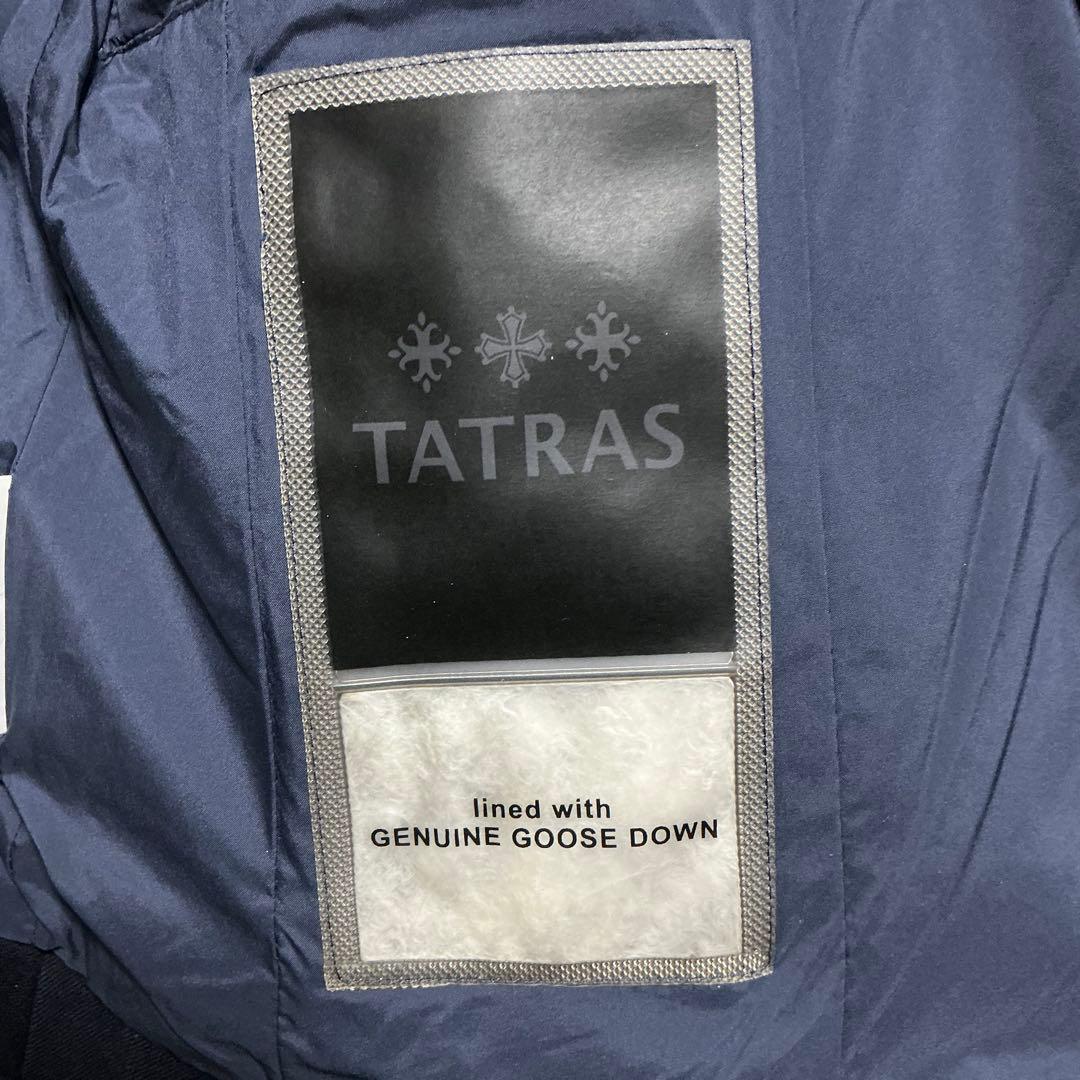 TATRAS
lined with
GENUINE GOOSE DOWN